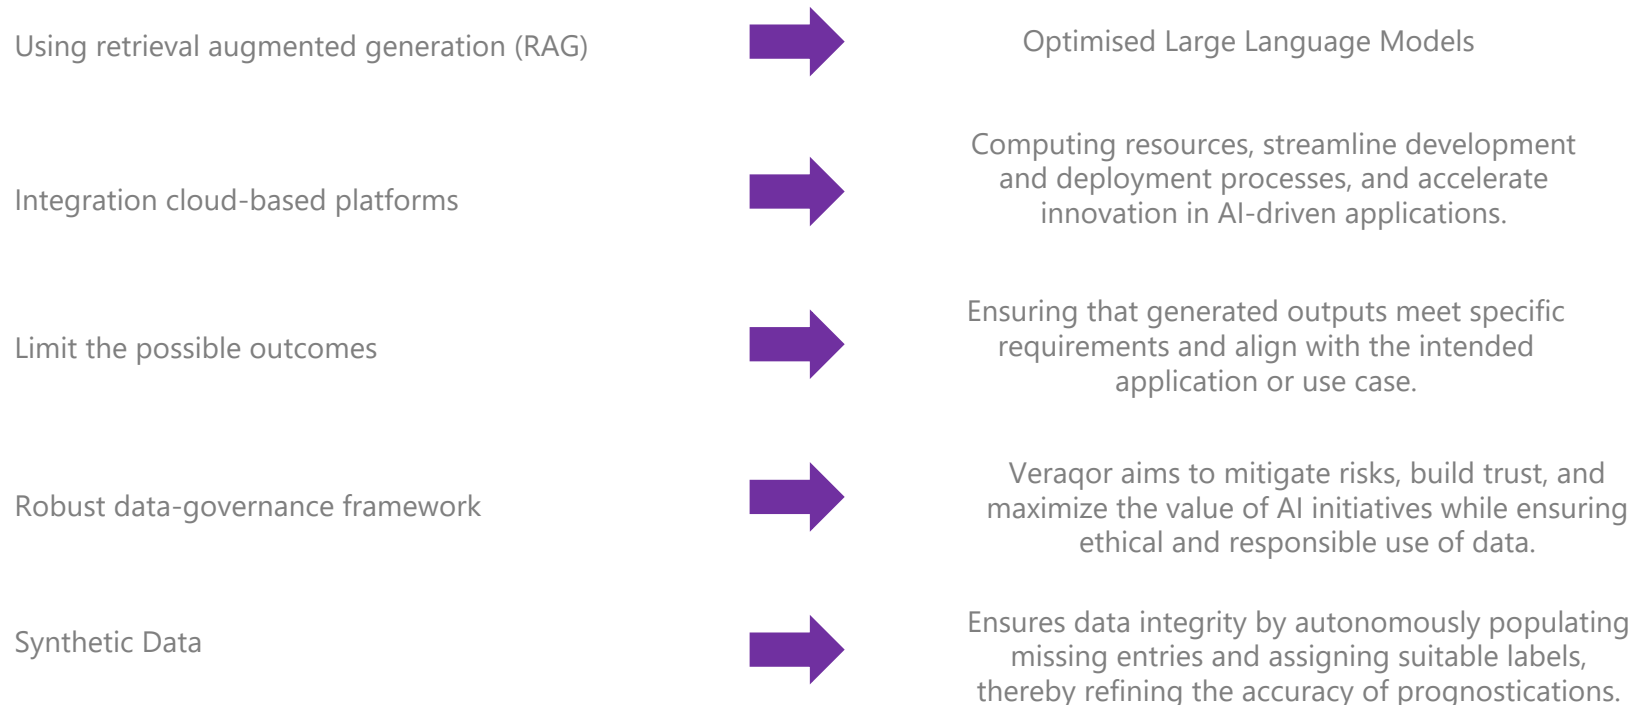 Using retrieval augmented generation (RAG)
Optimised Large Language Models
Integration cloud-based platforms
Computing resources, streamline development
and deployment processes, and accelerate
innovation in AI-driven applications.
Limit the possible outcomes
Ensuring that generated outputs meet specific
requirements and align with the intended
application or use case.
Robust data-governance framework
Veraqor aims to mitigate risks, build trust, and
maximize the value of AI initiatives while ensuring
ethical and responsible use of data.
Synthetic Data
Ensures data integrity by autonomously populating
missing entries and assigning suitable labels,
thereby refining the accuracy of prognostications.